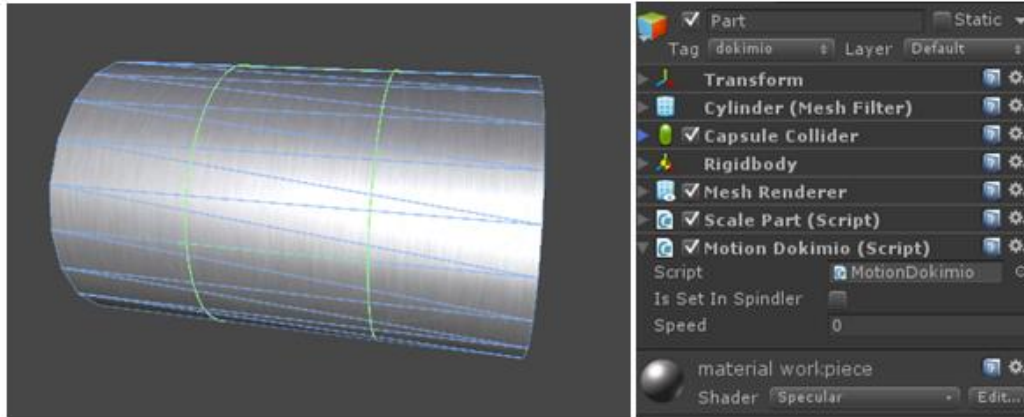 Part Static
Tag dokimio Layer Default
Transform
Cylinder (Mesh Filter)
Capsule Collider
Rigidbody
Mesh Renderer
Scale Part (Script)
Motion Dokimio (Script)
Script MotionDokimio
Is Set In Spindler
Speed 0
material workpiece
Shader Specular Edit...